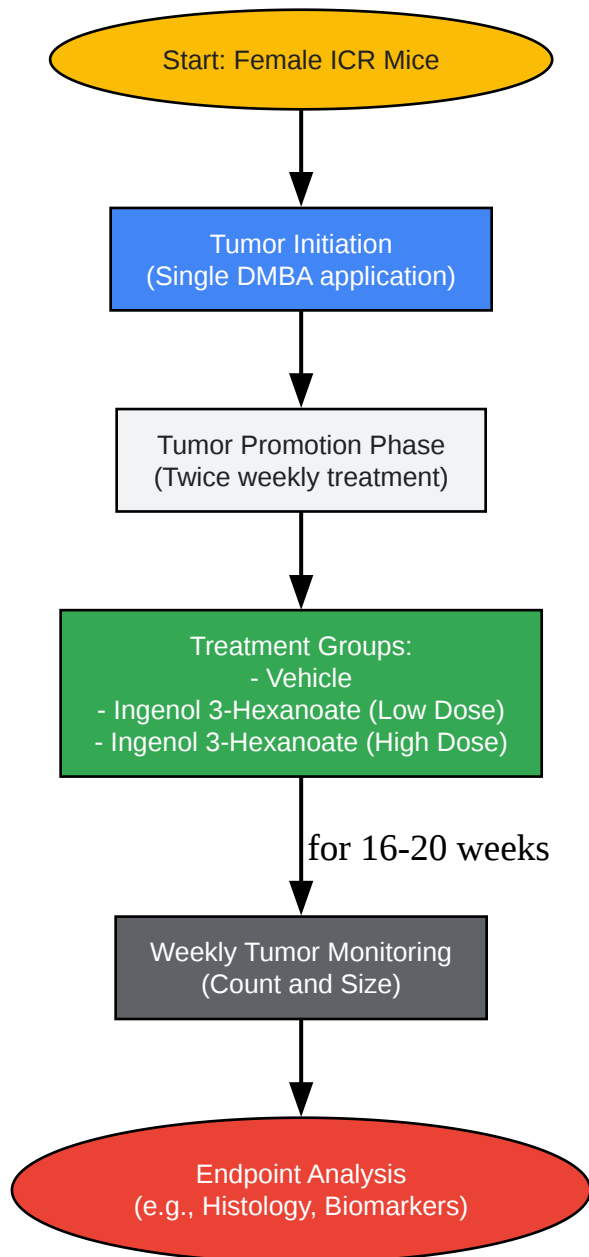 Start: Female ICR Mice
Tumor Initiation
(Single DMBA application)
Tumor Promotion Phase
(Twice weekly treatment)
Treatment Groups:
- Vehicle
- Ingenol 3-Hexanoate (Low Dose)
- Ingenol 3-Hexanoate (High Dose)
for 16-20 weeks
Weekly Tumor Monitoring
(Count and Size)
Endpoint Analysis
(e.g., Histology, Biomarkers)